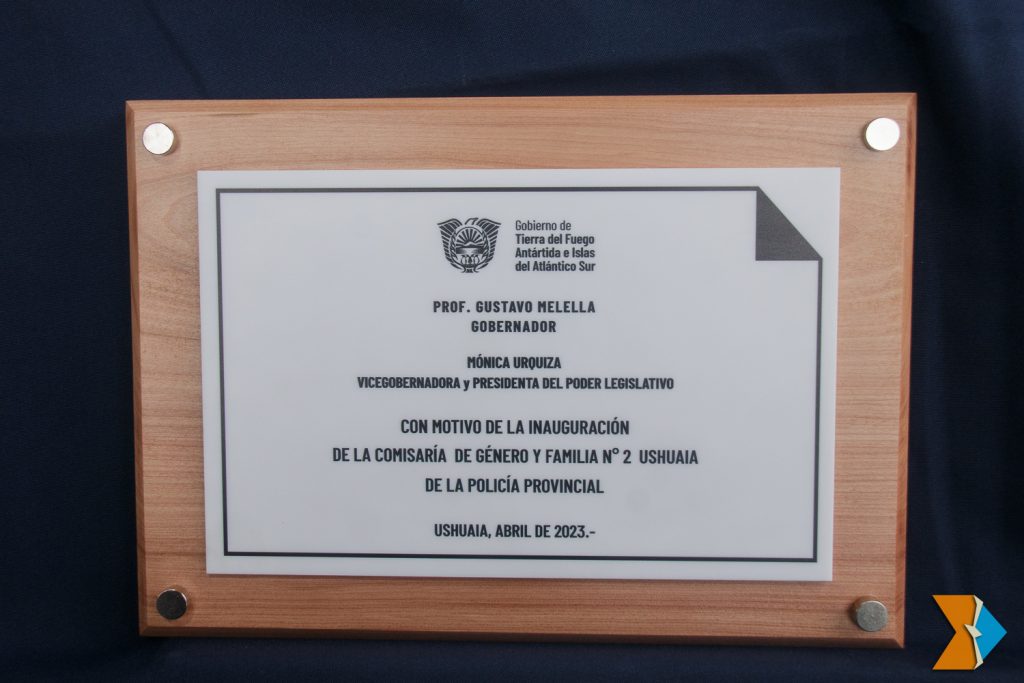 Gobierno de
Tierra del Fuego
Antártida e Islas
del Atlántico Sur
PROF. GUSTAVO MELELLA
GOBERNADOR
MÓNICA URQUIZA
VICEGOBERNADORA y PRESIDENTA DEL PODER LEGISLATIVO
CON MOTIVO DE LA INAUGURACIÓN
DE LA COMISARÍA DE GÉNERO Y FAMILIA N° 2 USHUAIA
DE LA POLICÍA PROVINCIAL
USHUAIA, ABRIL DE 2023.-